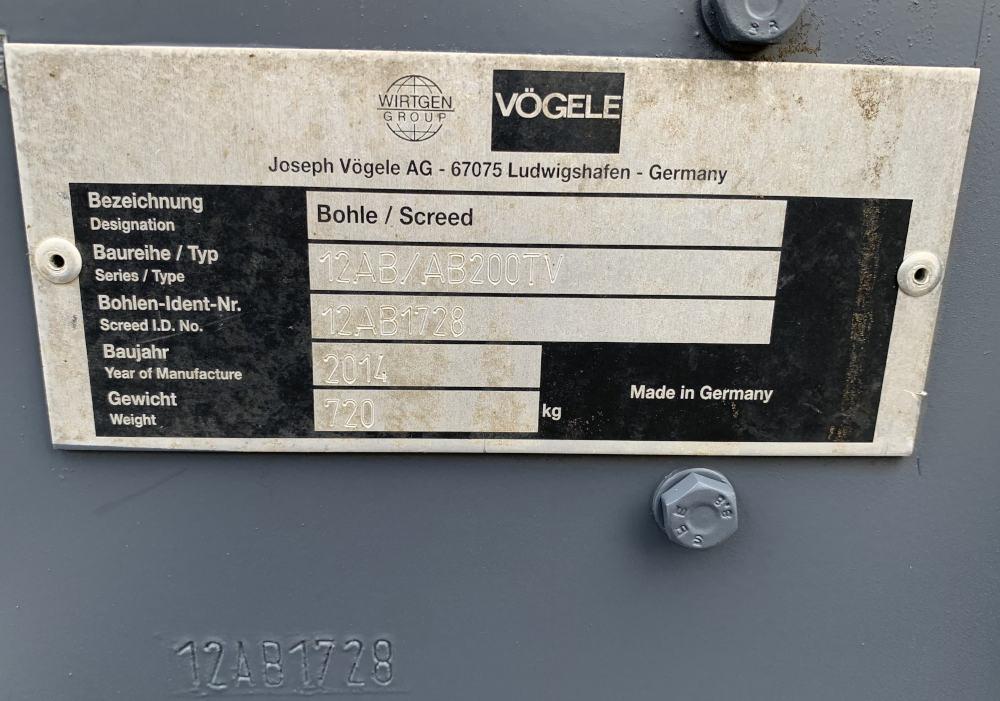 WIRTGEN
GROUP
VÖGELE
Joseph Vögele AG - 67075 Ludwigshafen - Germany
Bezeichnung
Designation
Bohle / Screed
Baureihe / Typ
Series / Type
12AB/AB200TV
Bohlen-Ident-Nr.
Screed I.D. No.
12AB1728
Baujahr
Year of Manufacture
2014
Gewicht
Weight
720 kg
Made in Germany
8.8
12AB1728